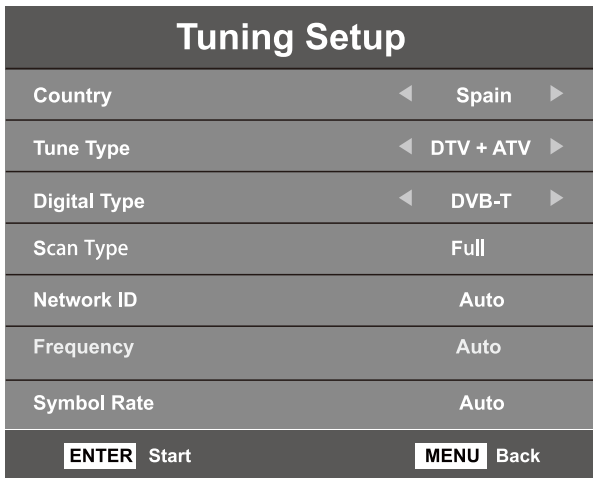 Tuning Setup
Country Spain
Tune Type DTV + ATV
Digital Type DVB-T
Scan Type Full
Network ID Auto
Frequency Auto
Symbol Rate Auto
ENTER Start MENU Back